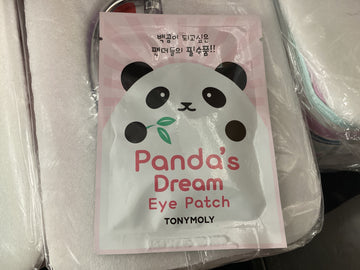 백곰이 되고싶은
팬더들의 필수품!!
Panda's
Dream
Eye Patch
TONYMOLY